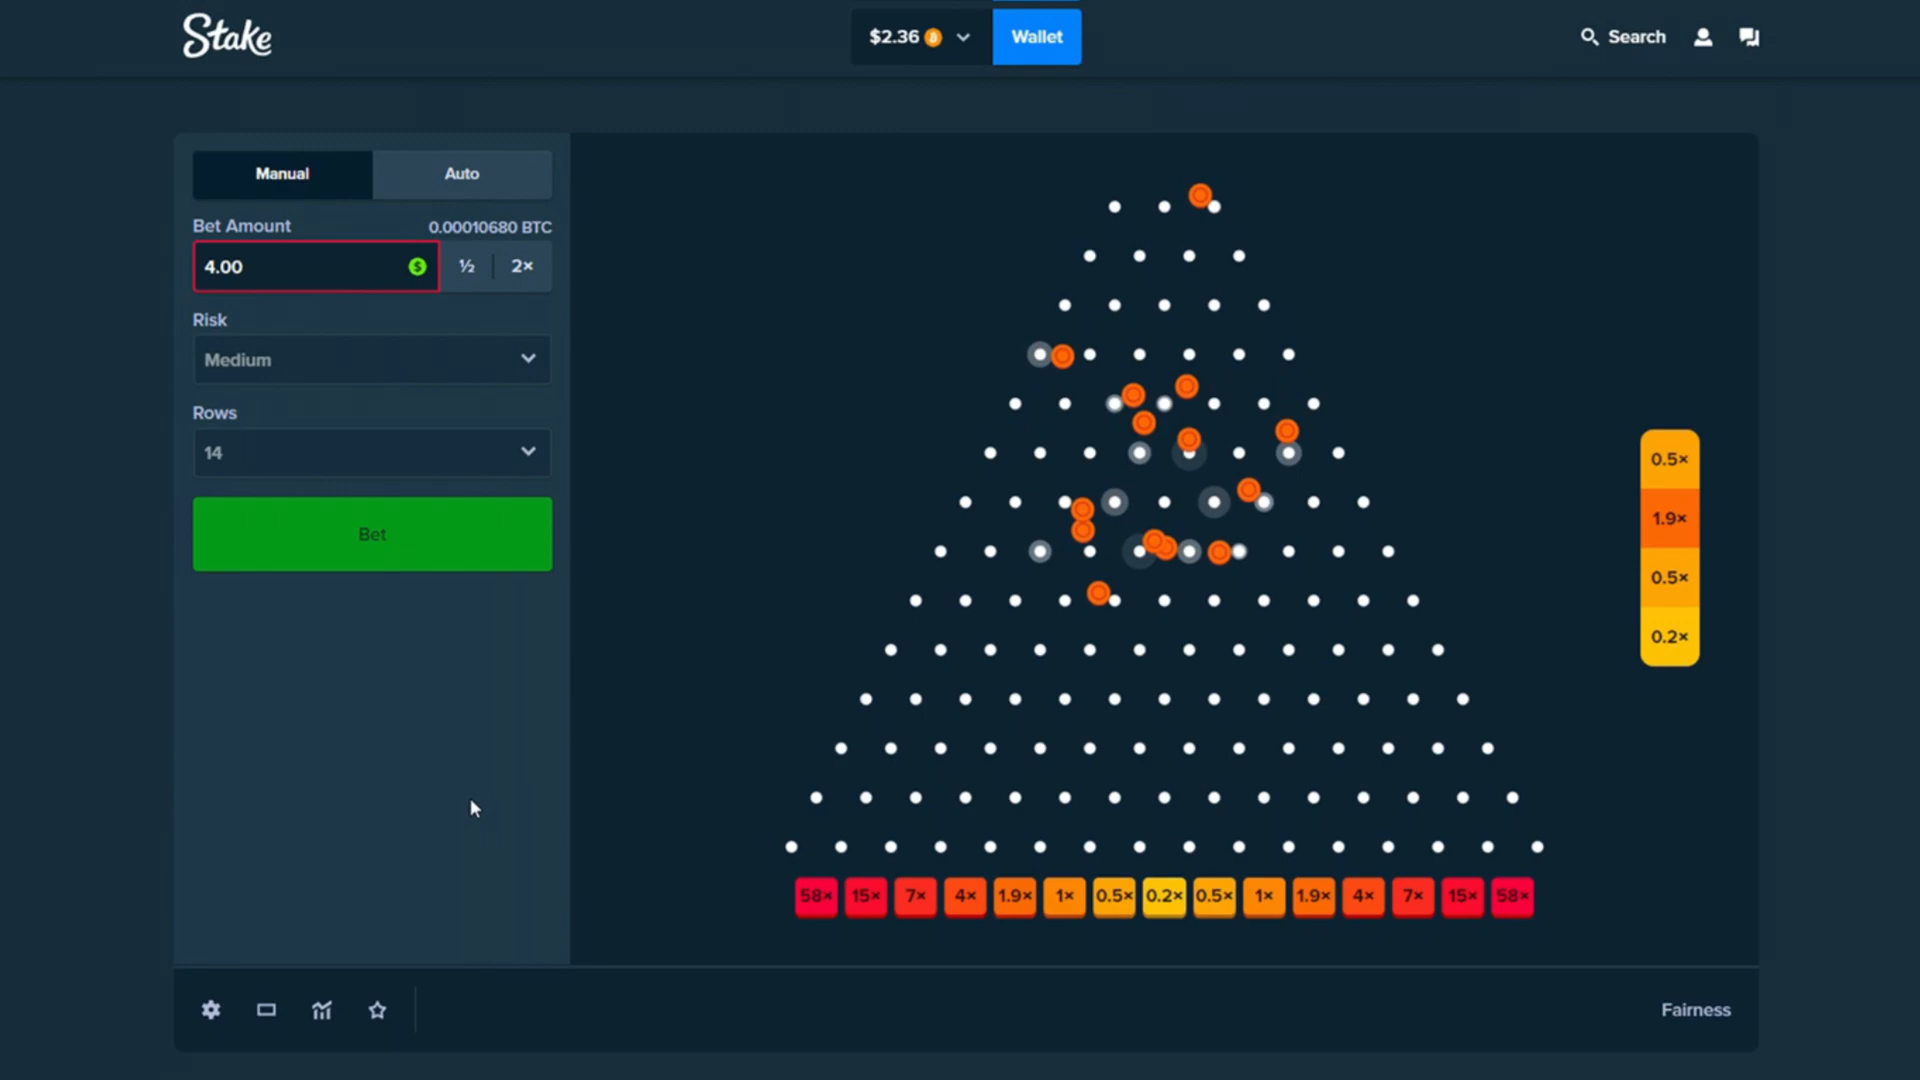 Stake
$2.36
Wallet
Search
Manual
Auto
Bet Amount
0.00010680 BTC
4.00
$
½
2×
Risk
Medium
Rows
14
Bet
0.5×
1.9×
0.5×
0.2×
58×
15×
7×
4×
1.9×
1×
0.5×
0.2×
0.5×
1×
1.9×
4×
7×
15×
58×
Fairness